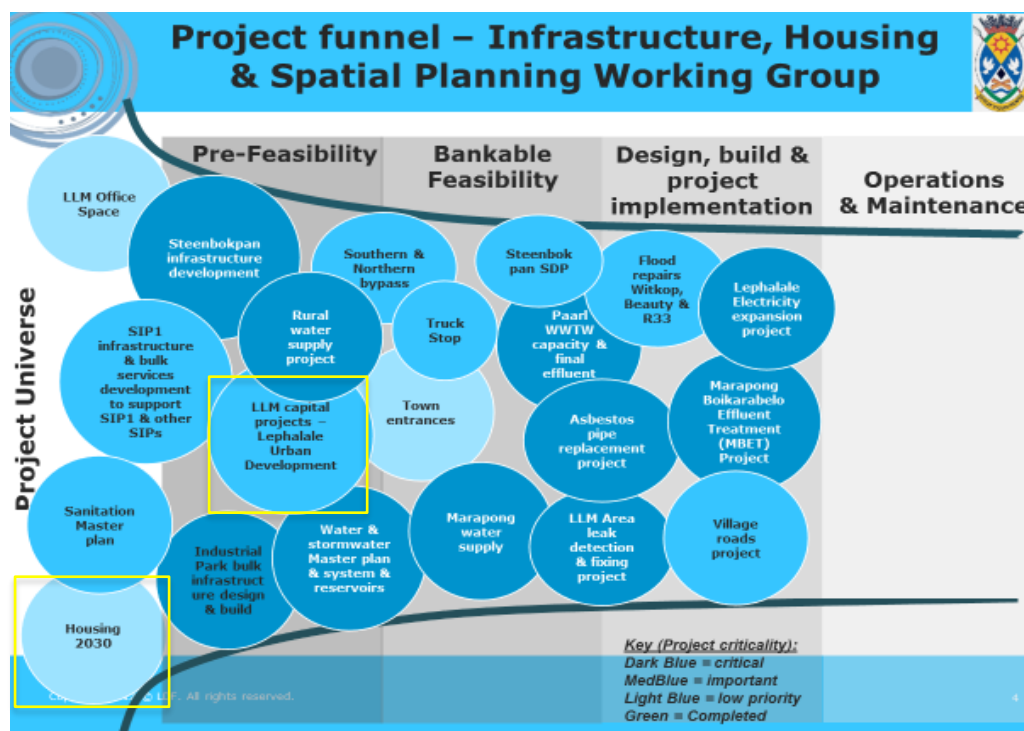 Project funnel – Infrastructure, Housing
& Spatial Planning Working Group
Pre-Feasibility
Bankable
Feasibility
Design, build &
project
implementation
Operations
& Maintenance
Project Universe
LLM Office
Space
Steenbokpan
infrastructure
development
Southern &
Northern
bypass
Steenbok
pan SDP
Flood
repairs
Witkop,
Beauty &
R33
Lephalale
Electricity
expansion
project
SIP1
infrastructure
& bulk
services
development
to support
SIP1 & other
SIPs
Rural
water
supply
project
Truck
Stop
Paarl
WWTW
capacity &
final
effluent
LLM capital
projects –
Lephalale
Urban
Development
Town
entrances
Asbestos
pipe
replacement
project
Marapong
Boikarabelo
Effluent
Treatment
(MBET)
Project
Sanitation
Master
plan
Industrial
Park bulk
infrastruct
ure design
& build
Water &
stormwater
Master plan
& system &
reservoirs
Marapong
water
supply
LLM Area
leak
detection
& fixing
project
Village
roads
project
Housing
2030
Key (Project criticality):
Dark Blue = critical
MedBlue = important
Light Blue = low priority
Green = Completed
© LDF. All rights reserved.
4